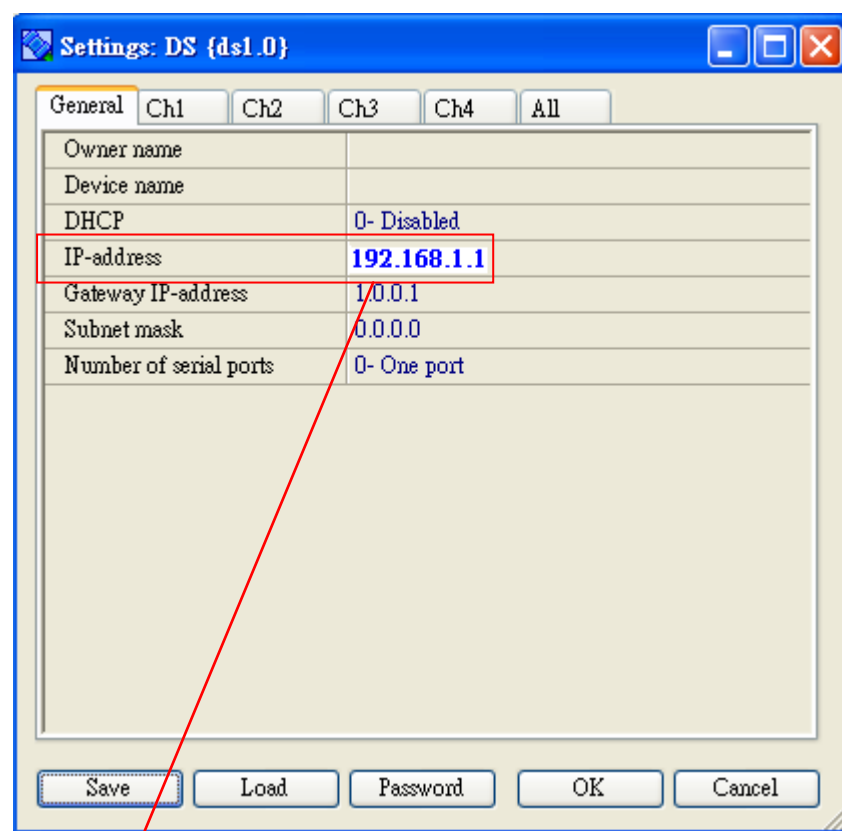 Settings: DS {ds1.0}
General Ch1 Ch2 Ch3 Ch4 All
Owner name
Device name
DHCP 0- Disabled
IP-address 192.168.1.1
Gateway IP-address 1.0.0.1
Subnet mask 0.0.0.0
Number of serial ports 0- One port
Save Load Password OK Cancel